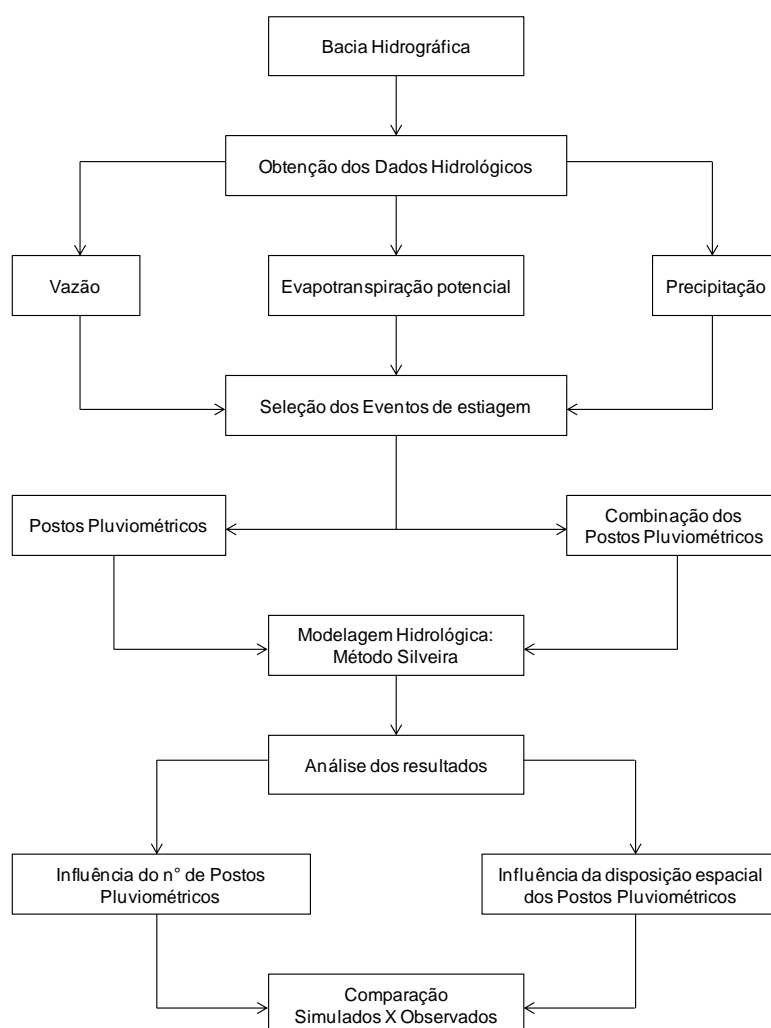 Bacia Hidrográfica
Obtenção dos Dados Hidrológicos
Vazão
Evapotranspiração potencial
Precipitação
Seleção dos Eventos de estiagem
Postos Pluviométricos
Combinação dos
Postos Pluviométricos
Modelagem Hidrológica:
Método Silveira
Análise dos resultados
Influência do n° de Postos
Pluviométricos
Influência da disposição espacial
dos Postos Pluviométricos
Comparação
Simulados X Observados